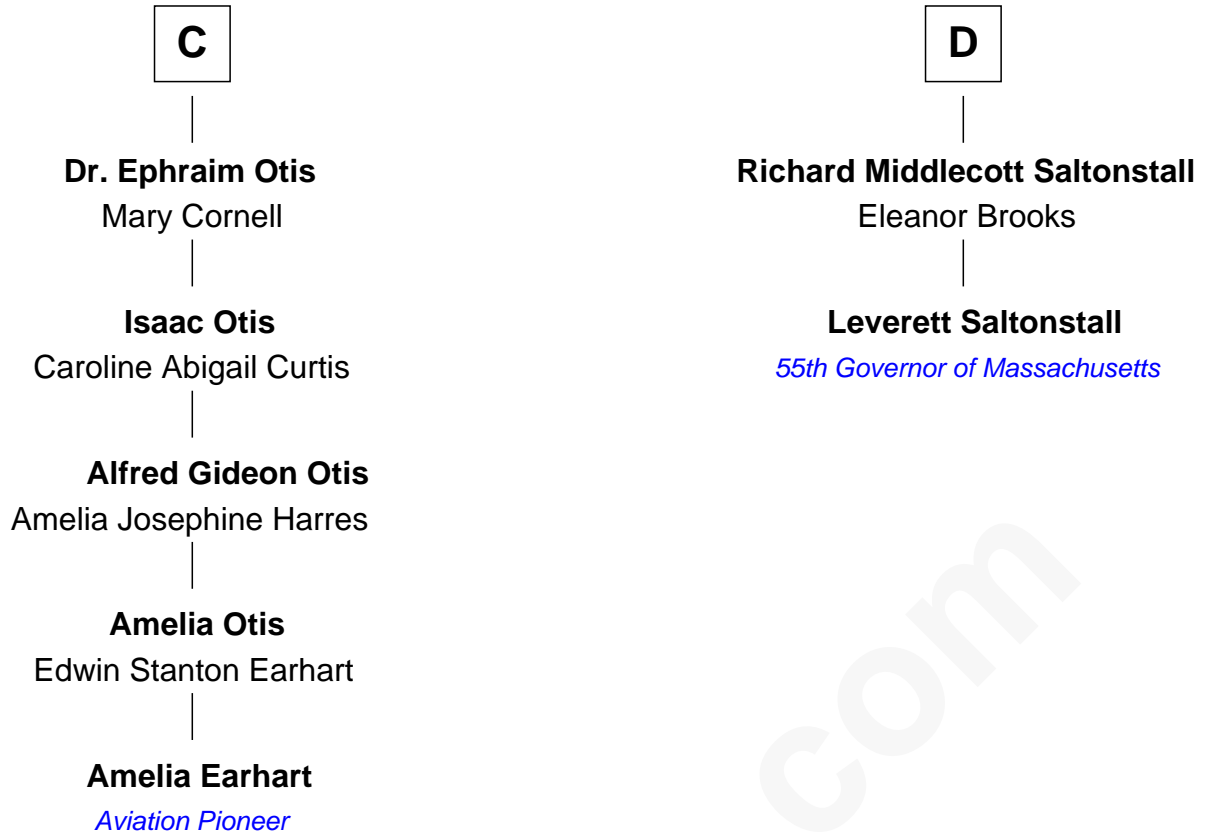 C
Dr. Ephraim Otis
Mary Cornell
Isaac Otis
Caroline Abigail Curtis
Alfred Gideon Otis
Amelia Josephine Harres
Amelia Otis
Edwin Stanton Earhart
Amelia Earhart
Aviation Pioneer
D
Richard Middlecott Saltonstall
Eleanor Brooks
Leverett Saltonstall
55th Governor of Massachusetts
com